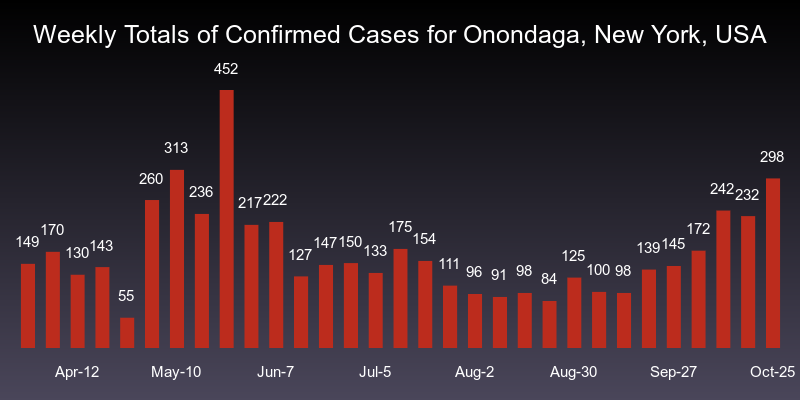 Weekly Totals of Confirmed Cases for Onondaga, New York, USA
149 170 130 143 55 260 313 236 452 217 222 127 147 150 133 175 154 111 96 91 98 84 125 100 98 139 145 172 242 232 298
Apr-12 May-10 Jun-7 Jul-5 Aug-2 Aug-30 Sep-27 Oct-25